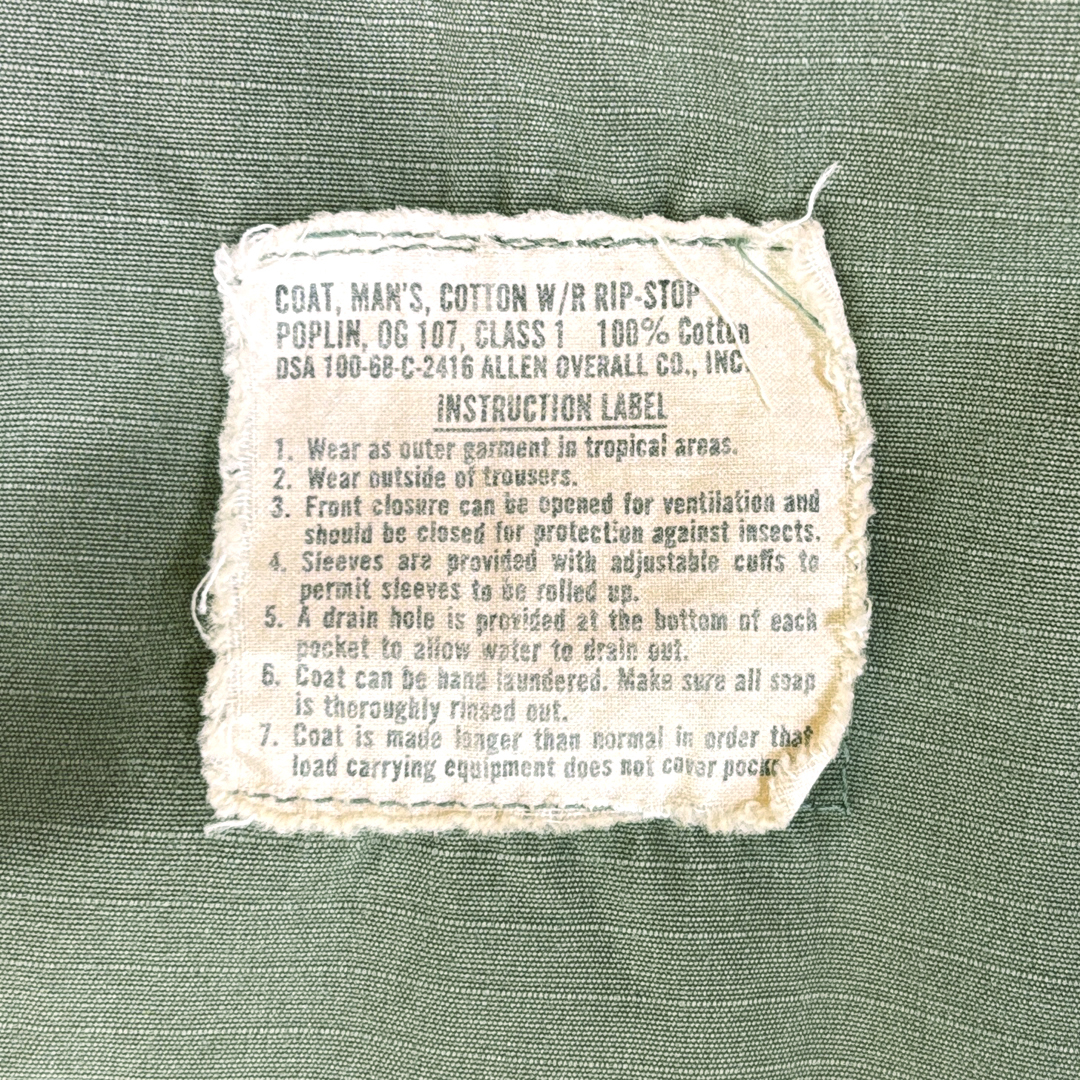 COAT, MAN'S, COTTON W/R RIP-STOP
POPLIN, OG 107, CLASS 1 100% Cotton
DSA 100-68-C-2416 ALLEN OVERALL CO., INC.
INSTRUCTION LABEL
1. Wear as outer garment in tropical areas.
2. Wear outside of trousers.
3. Front closure can be opened for ventilation and
should be closed for protection against insects.
4. Sleeves are provided with adjustable cuffs to
permit sleeves to be rolled up.
5. A drain hole is provided at the bottom of each
pocket to allow water to drain out.
6. Coat can be hand laundered. Make sure all soap
is thoroughly rinsed out.
7. Coat is made longer than normal in order that
load carrying equipment does not cover